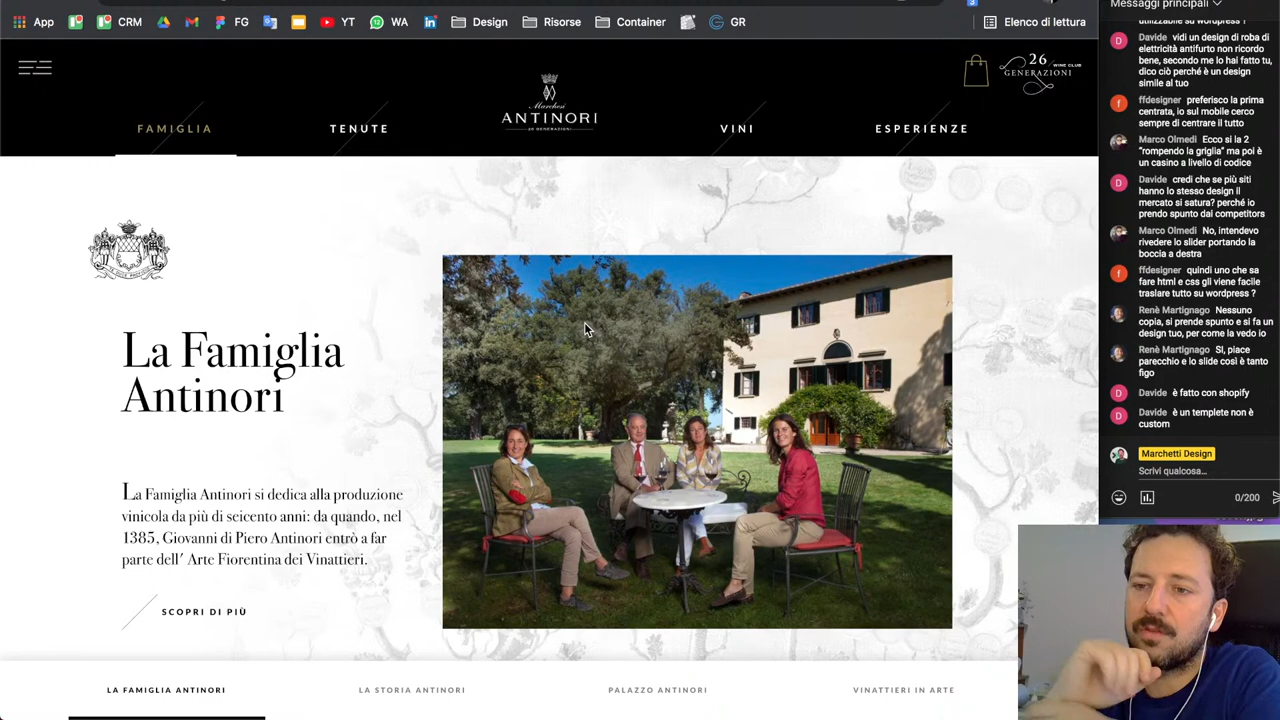 Messaggi principali
App
CRM
FG
YT
WA
Design
Risorse
Container
GR
Elenco di lettura
3
26
WINE CLUB
GENERAZIONI
Marchesi
ANTINORI
26 GENERAZIONI
FAMIGLIA
TENUTE
VINI
ESPERIENZE
La Famiglia
Antinori
La Famiglia Antinori si dedica alla produzione
vinicola da più di seicento anni: da quando, nel
1385, Giovanni di Piero Antinori entrò a far
parte dell' Arte Fiorentina dei Vinattieri.
SCOPRI DI PIÙ
LA FAMIGLIA ANTINORI
LA STORIA ANTINORI
PALAZZO ANTINORI
VINATTIERI IN ARTE
utilizzabile su wordpress ?
Davide vidi un design di roba di
elettricità antifurto non ricordo
bene, secondo me lo hai fatto tu,
dico ciò perché è un design
simile al tuo
ffdesigner preferisco la prima
centrata, io sul mobile cerco
sempre di centrare il tutto
Marco Olmedi Ecco si la 2
"rompendo la griglia" ma poi è
un casino a livello di codice
Davide credi che se più siti
hanno lo stesso design il
mercato si satura? perché io
prendo spunto dai competitors
Marco Olmedi No, intendevo
rivedere lo slider portando la
boccia a destra
ffdesigner quindi uno che sa
fare html e css gli viene facile
traslare tutto su wordpress ?
Renè Martignago Nessuno
copia, si prende spunto e si fa un
design tuo, per come la vedo io
Renè Martignago SI, piace
parecchio e lo slide così è tanto
figo
Davide è fatto con shopify
Davide è un templete non è
custom
Marchetti Design
Scrivi qualcosa...
0/200